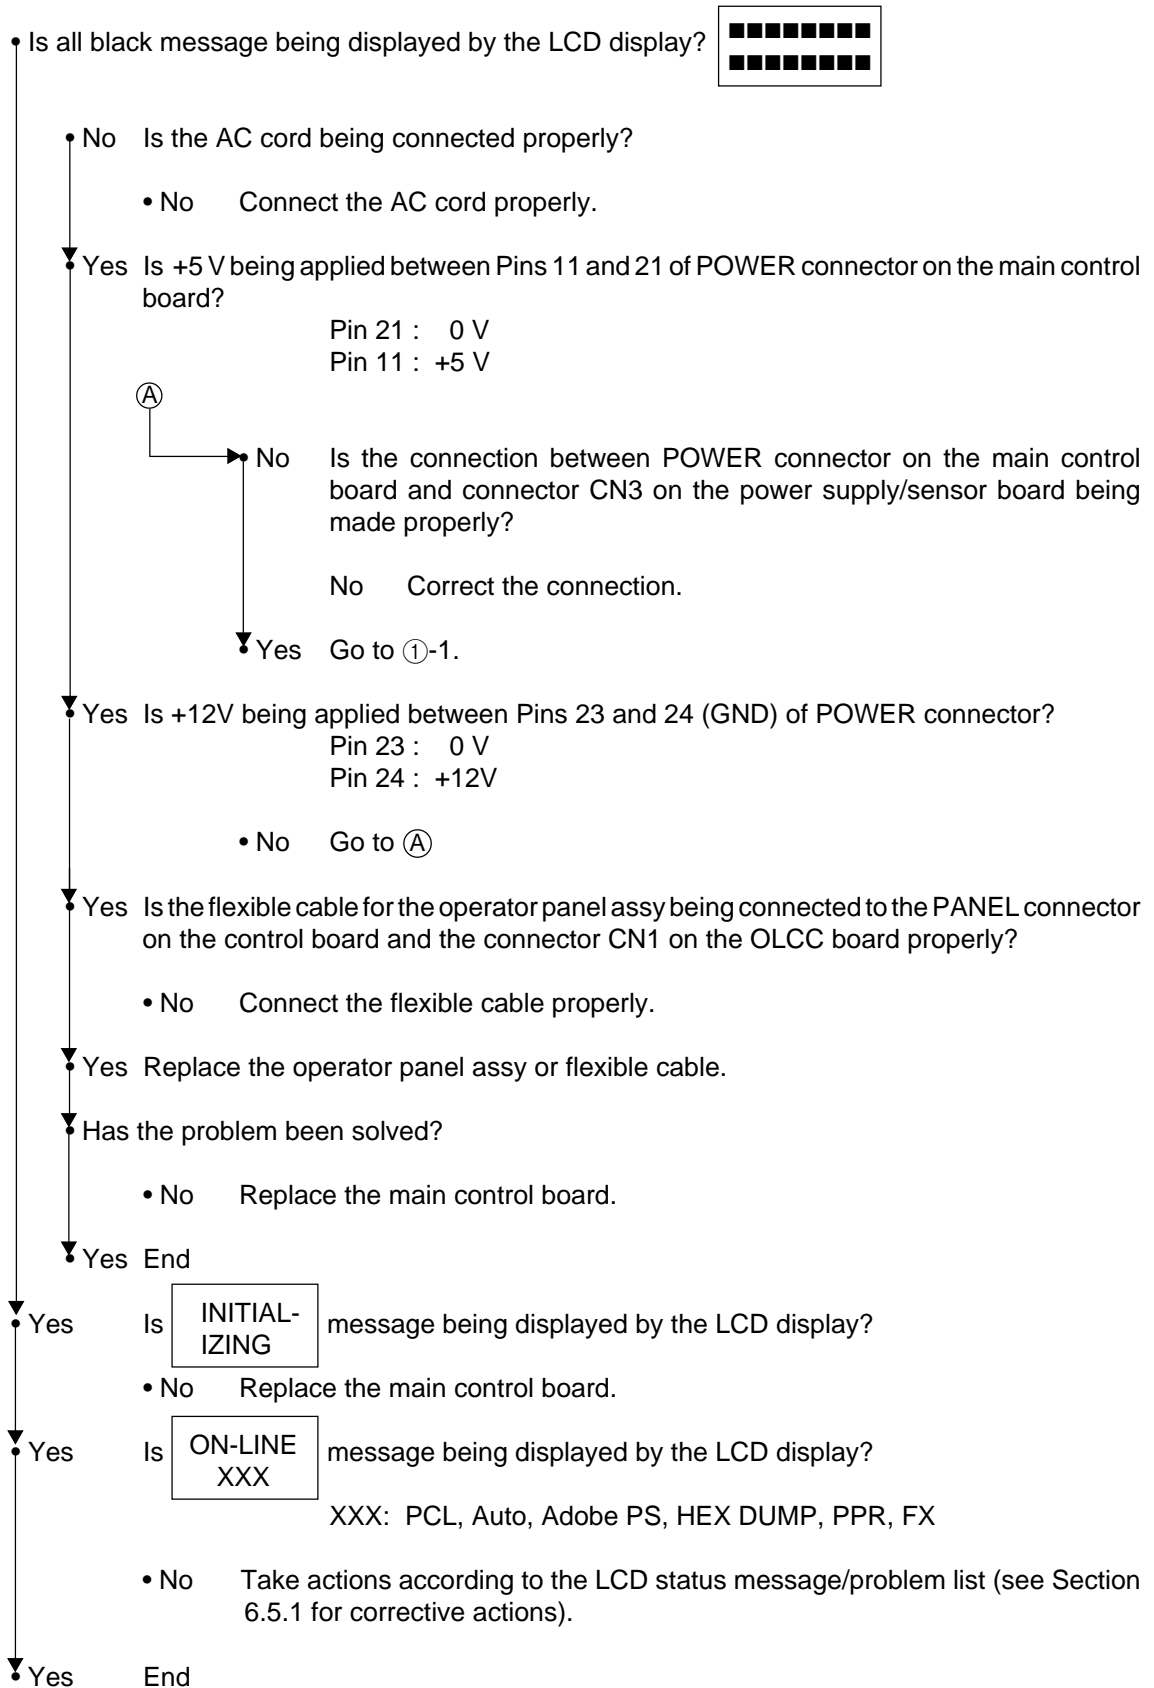 • Is all black message being displayed by the LCD display? ■■■■■■■■
■■■■■■■■
• No Is the AC cord being connected properly?
• No Connect the AC cord properly.
• Yes Is +5 V being applied between Pins 11 and 21 of POWER connector on the main control
board?
Pin 21 : 0 V
Pin 11 : +5 V
Ⓐ
• No Is the connection between POWER connector on the main control
board and connector CN3 on the power supply/sensor board being
made properly?
No Correct the connection.
• Yes Go to ①-1.
• Yes Is +12V being applied between Pins 23 and 24 (GND) of POWER connector?
Pin 23 : 0 V
Pin 24 : +12V
• No Go to Ⓐ
• Yes Is the flexible cable for the operator panel assy being connected to the PANEL connector
on the control board and the connector CN1 on the OLCC board properly?
• No Connect the flexible cable properly.
• Yes Replace the operator panel assy or flexible cable.
• Has the problem been solved?
• No Replace the main control board.
• Yes End
• Yes Is INITIAL-
IZING message being displayed by the LCD display?
• No Replace the main control board.
• Yes Is ON-LINE
XXX message being displayed by the LCD display?
XXX: PCL, Auto, Adobe PS, HEX DUMP, PPR, FX
• No Take actions according to the LCD status message/problem list (see Section
6.5.1 for corrective actions).
• Yes End